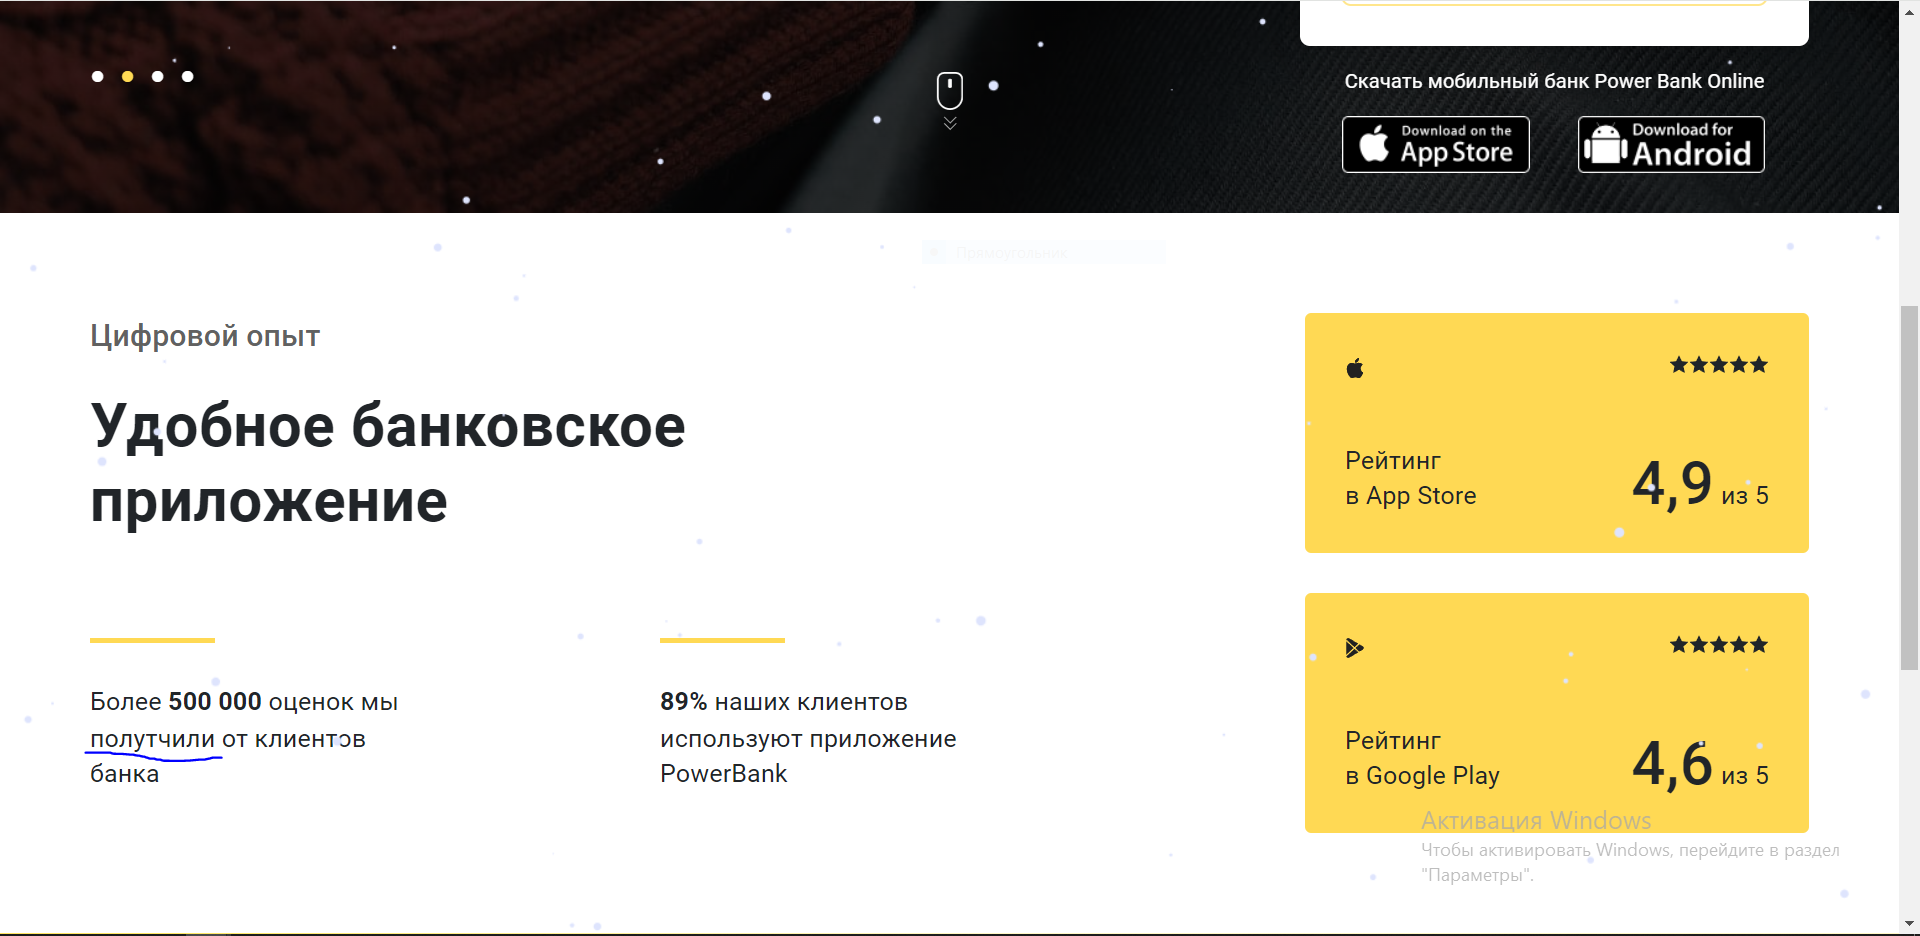 Скачать мобильный банк Power Bank Online
Download on the
App Store
Download for
Android
Прямоугольник
Цифровой опыт
Удобное банковское
приложение
Более 500 000 оценок мы
полутчили от клиентов
банка
89% наших клиентов
используют приложение
PowerBank
Рейтинг
в App Store
4,9 из 5
Рейтинг
в Google Play
4,6 из 5
Активация Windows
Чтобы активировать Windows, перейдите в раздел
"Параметры".